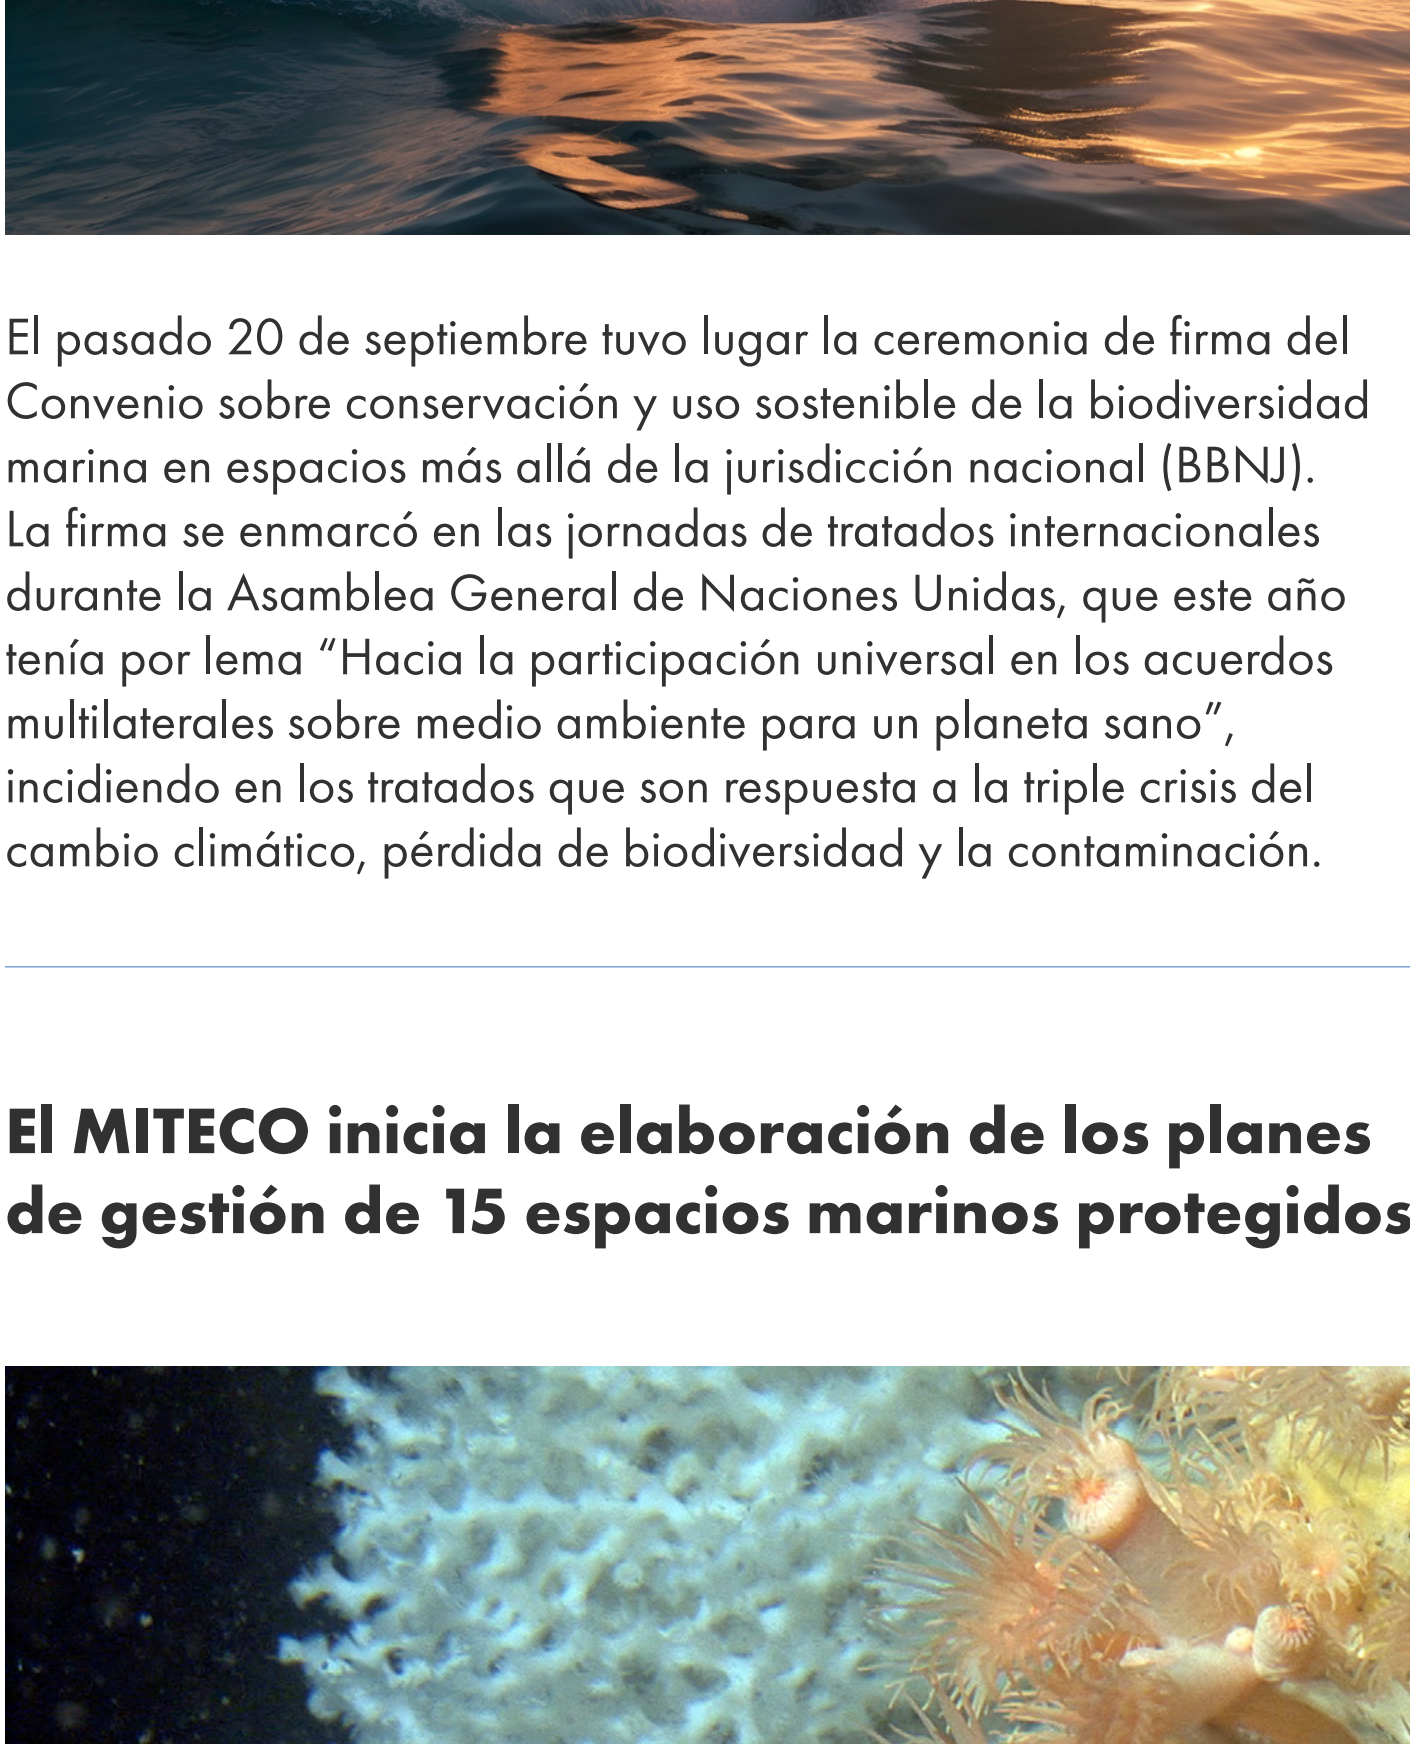 El pasado 20 de septiembre tuvo lugar la ceremonia de firma del
Convenio sobre conservación y uso sostenible de la biodiversidad
marina en espacios más allá de la jurisdicción nacional (BBNJ).
La firma se enmarcó en las jornadas de tratados internacionales
durante la Asamblea General de Naciones Unidas, que este año
tenía por lema “Hacia la participación universal en los acuerdos
multilaterales sobre medio ambiente para un planeta sano”,
incidiendo en los tratados que son respuesta a la triple crisis del
cambio climático, pérdida de biodiversidad y la contaminación.
El MITECO inicia la elaboración de los planes
de gestión de 15 espacios marinos protegidos